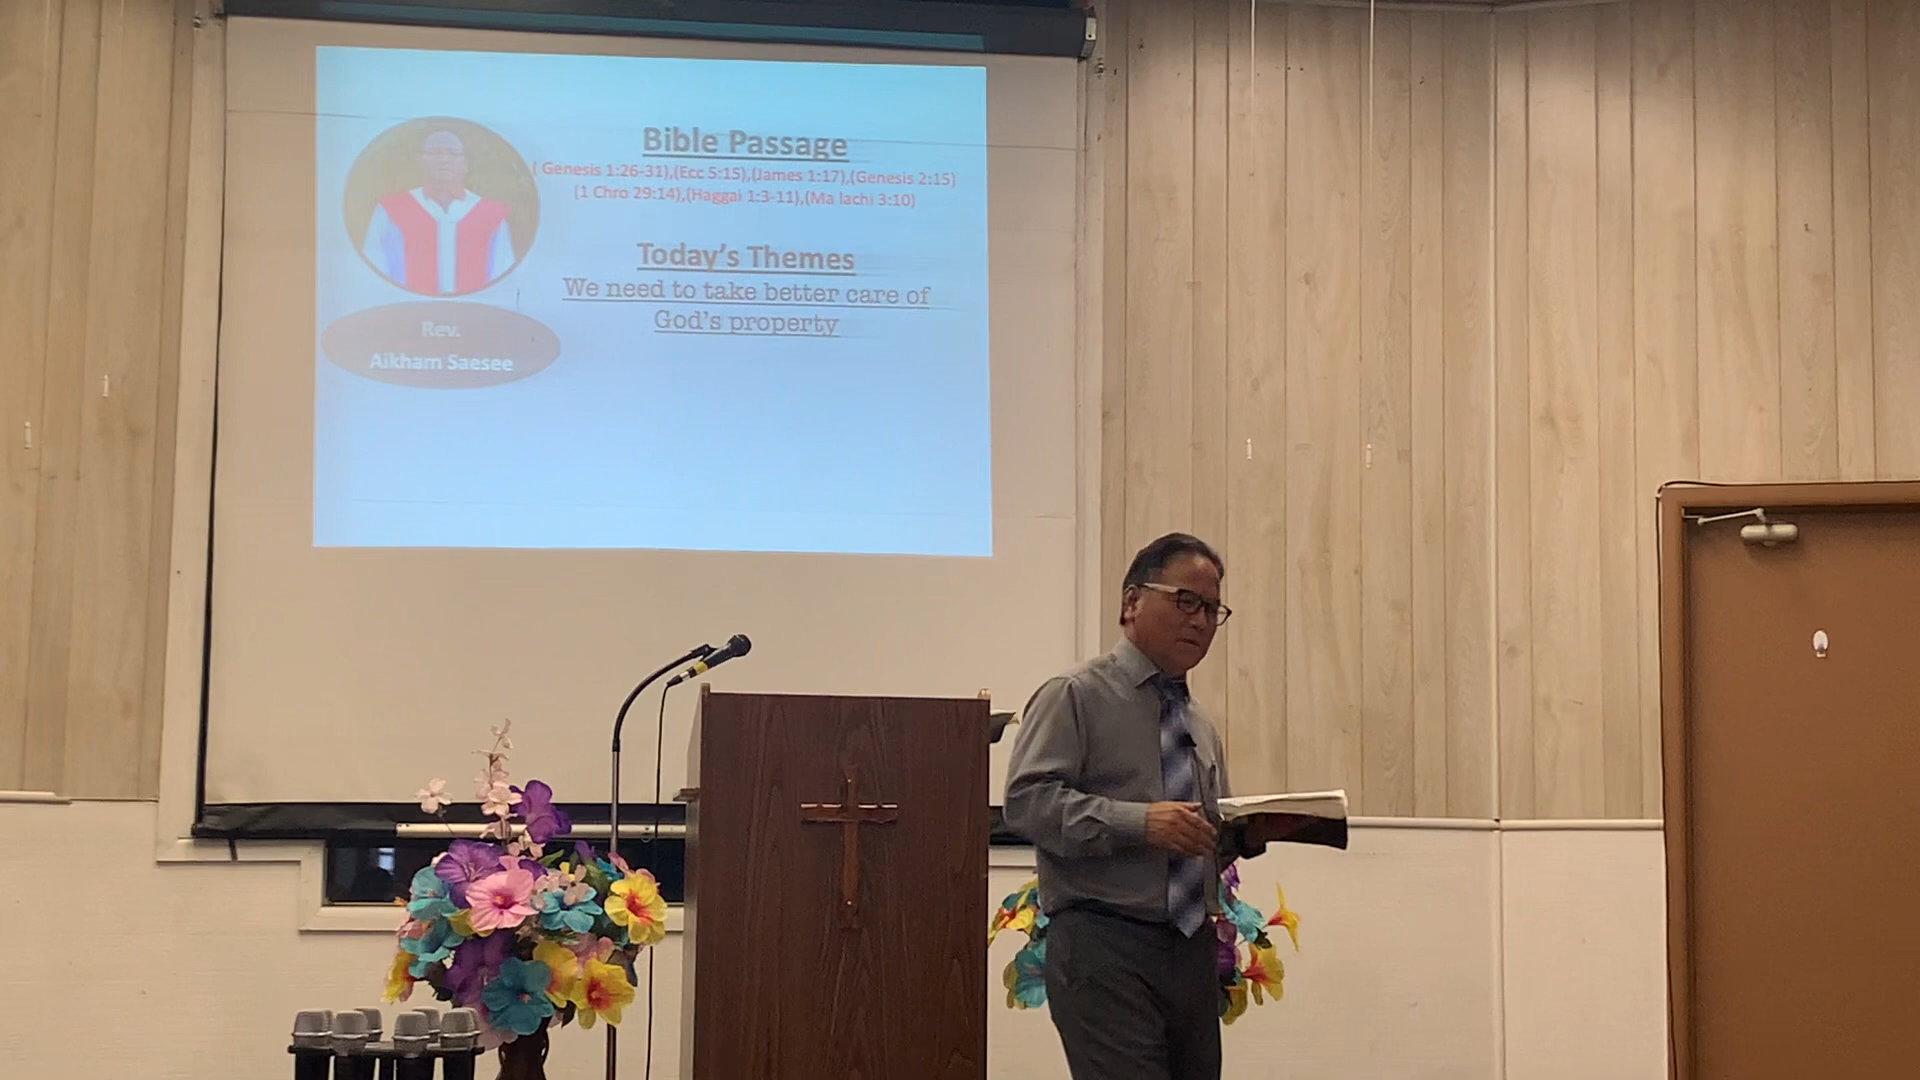 Bible Passage
( Genesis 1:26-31),(Ecc 5:15),(James 1:17),(Genesis 2:15)
(1 Chro 29:14),(Haggai 1:3-11),(Ma lachi 3:10)
Today's Themes
We need to take better care of
God's property
Rev.
Aikham Saesee